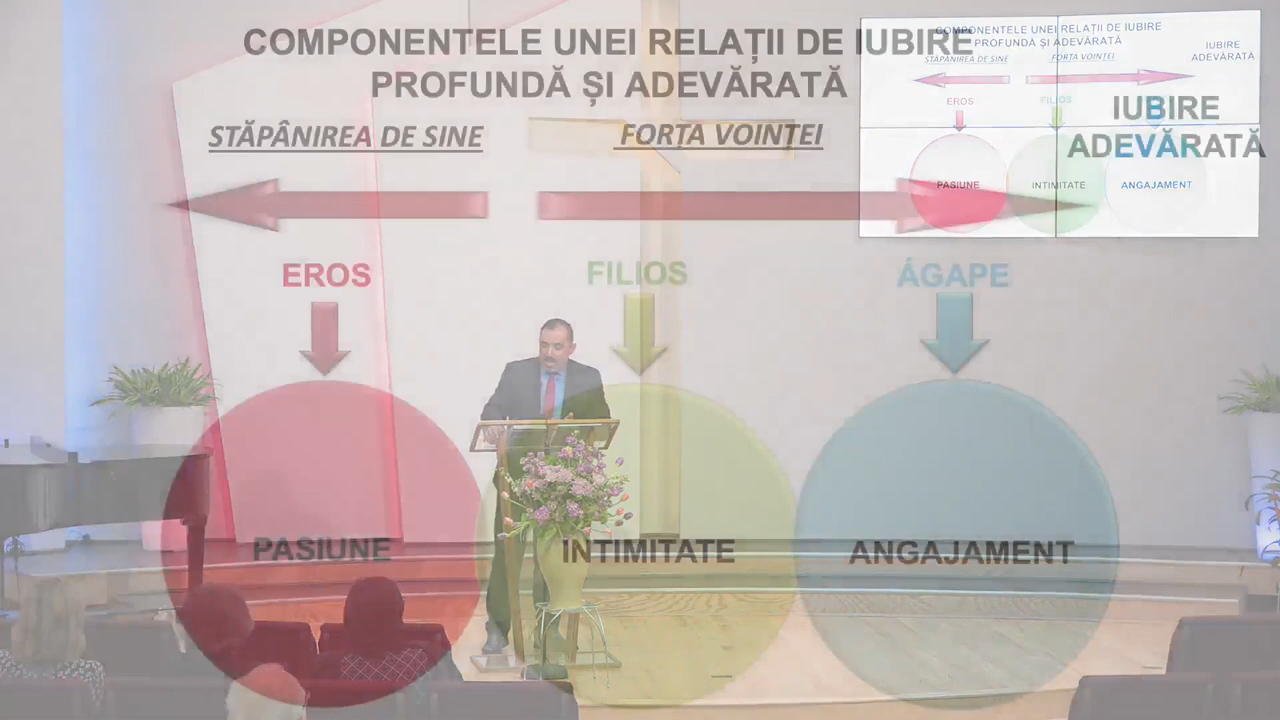 COMPONENTELE UNEI RELAȚII DE IUBIRE
PROFUNDĂ ȘI ADEVĂRATĂ
STĂPÂNIREA DE SINE
FORȚA VOINȚEI
IUBIRE
ADEVĂRATĂ
EROS
FILIOS
ÁGAPE
PASIUNE
INTIMITATE
ANGAJAMENT
COMPONENTELE UNEI RELAȚII DE IUBIRE
PROFUNDĂ ȘI ADEVĂRATĂ
STĂPÂNIREA DE SINE
FORȚA VOINȚEI
IUBIRE
ADEVĂRATĂ
EROS
FILIOS
PASIUNE
INTIMITATE
ANGAJAMENT